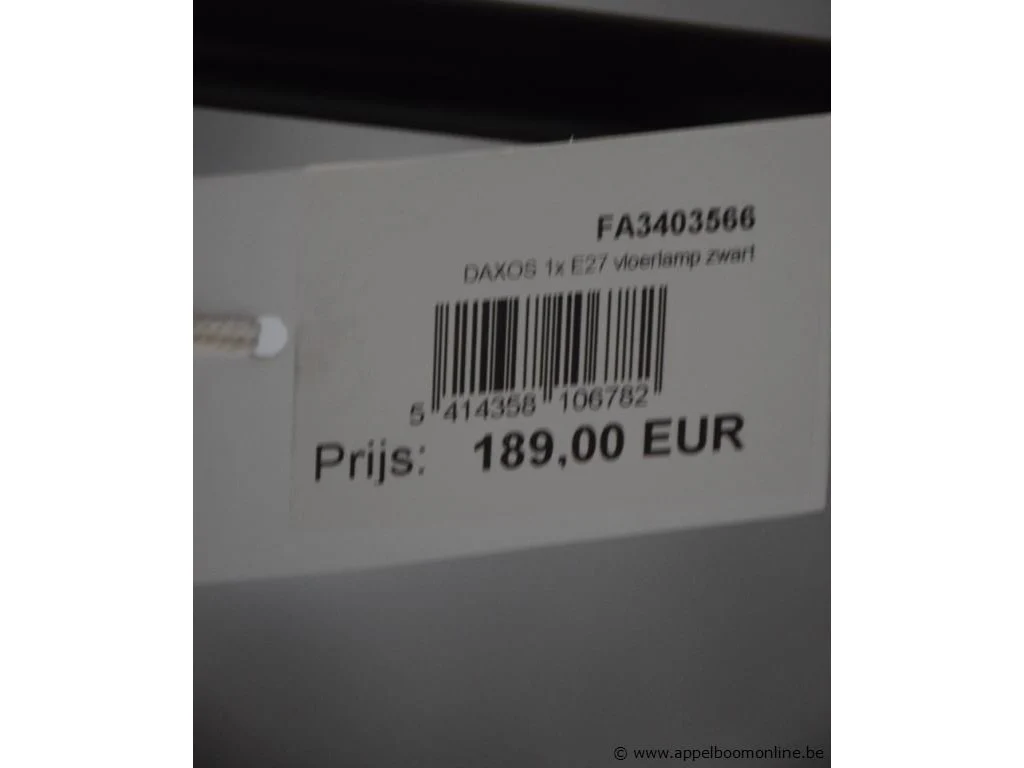 FA3403566
DAXOS 1x E27 vloerlamp zwart
5 414358 106782
Prijs: 189,00 EUR
© www.appelboomonline.be